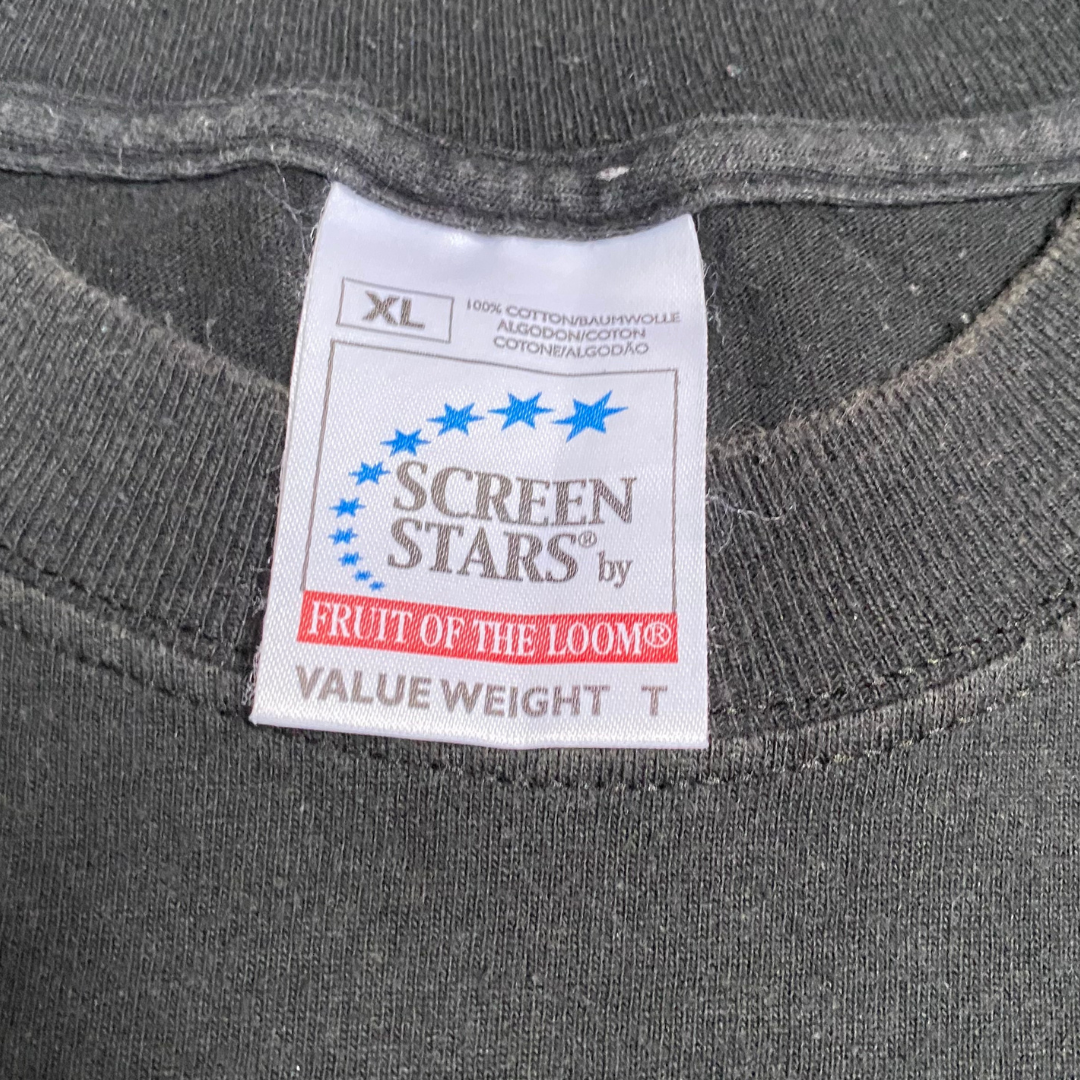 XL
100% COTTON/BAUMWOLLE
ALGODON/COTON
COTONE/ALGODÃO
SCREEN
STARS® by
FRUIT OF THE LOOM®
VALUE WEIGHT T